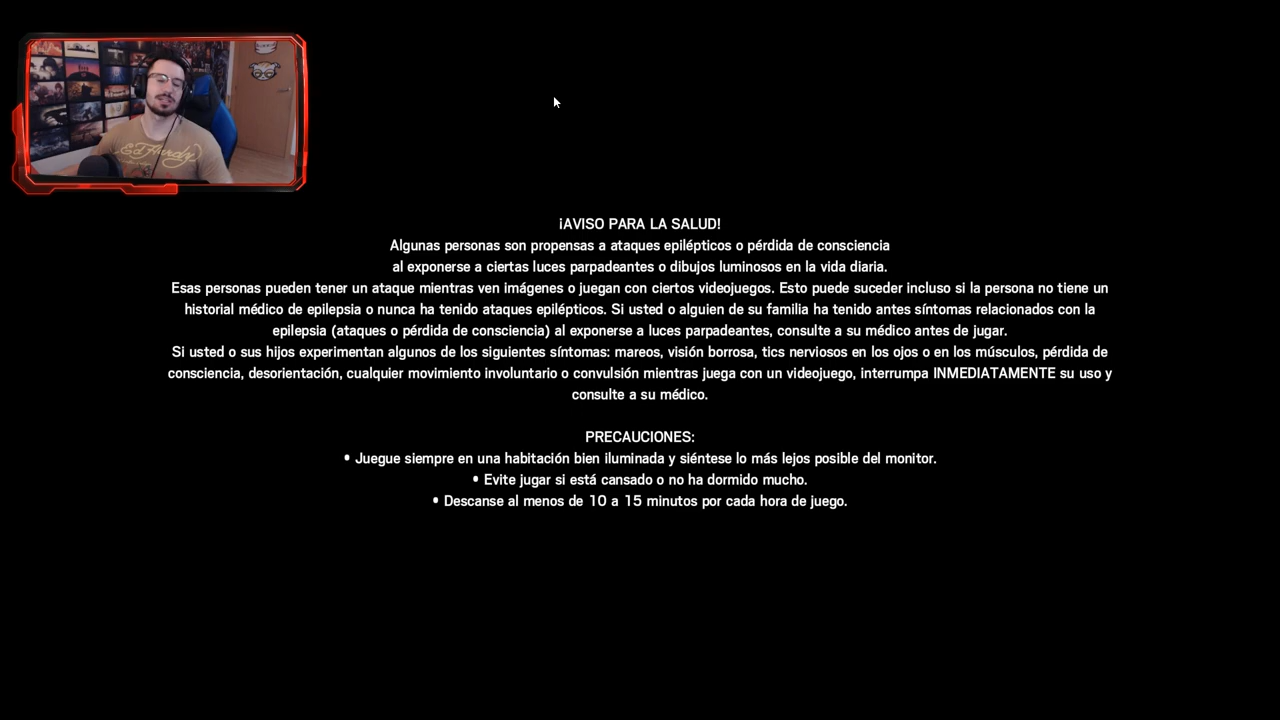 Ed Hardy
¡AVISO PARA LA SALUD!
Algunas personas son propensas a ataques epilépticos o pérdida de consciencia
al exponerse a ciertas luces parpadeantes o dibujos luminosos en la vida diaria.
Esas personas pueden tener un ataque mientras ven imágenes o juegan con ciertos videojuegos. Esto puede suceder incluso si la persona no tiene un
historial médico de epilepsia o nunca ha tenido ataques epilépticos. Si usted o alguien de su familia ha tenido antes síntomas relacionados con la
epilepsia (ataques o pérdida de consciencia) al exponerse a luces parpadeantes, consulte a su médico antes de jugar.
Si usted o sus hijos experimentan algunos de los siguientes síntomas: mareos, visión borrosa, tics nerviosos en los ojos o en los músculos, pérdida de
consciencia, desorientación, cualquier movimiento involuntario o convulsión mientras juega con un videojuego, interrumpa INMEDIATAMENTE su uso y
consulte a su médico.
PRECAUCIONES:
• Juegue siempre en una habitación bien iluminada y siéntese lo más lejos posible del monitor.
• Evite jugar si está cansado o no ha dormido mucho.
• Descanse al menos de 10 a 15 minutos por cada hora de juego.